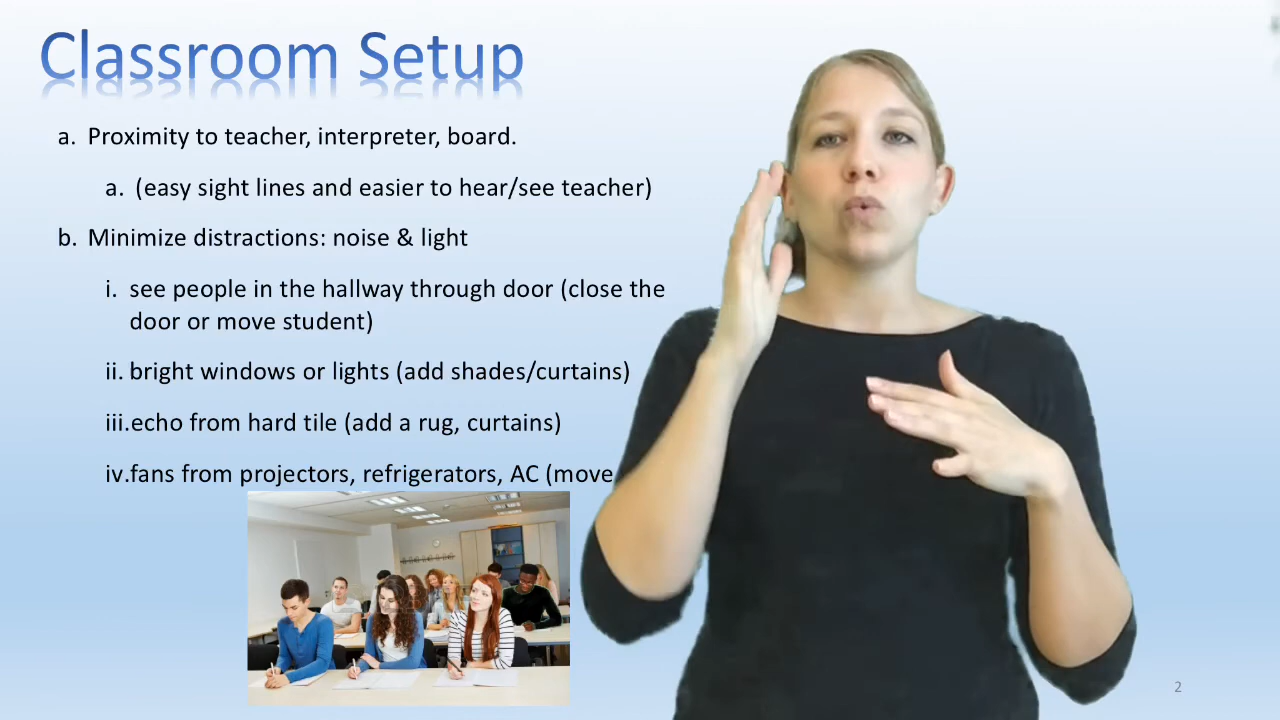 Classroom Setup
a. Proximity to teacher, interpreter, board.
a. (easy sight lines and easier to hear/see teacher)
b. Minimize distractions: noise & light
i. see people in the hallway through door (close the
door or move student)
ii. bright windows or lights (add shades/curtains)
iii.echo from hard tile (add a rug, curtains)
iv.fans from projectors, refrigerators, AC (move
2